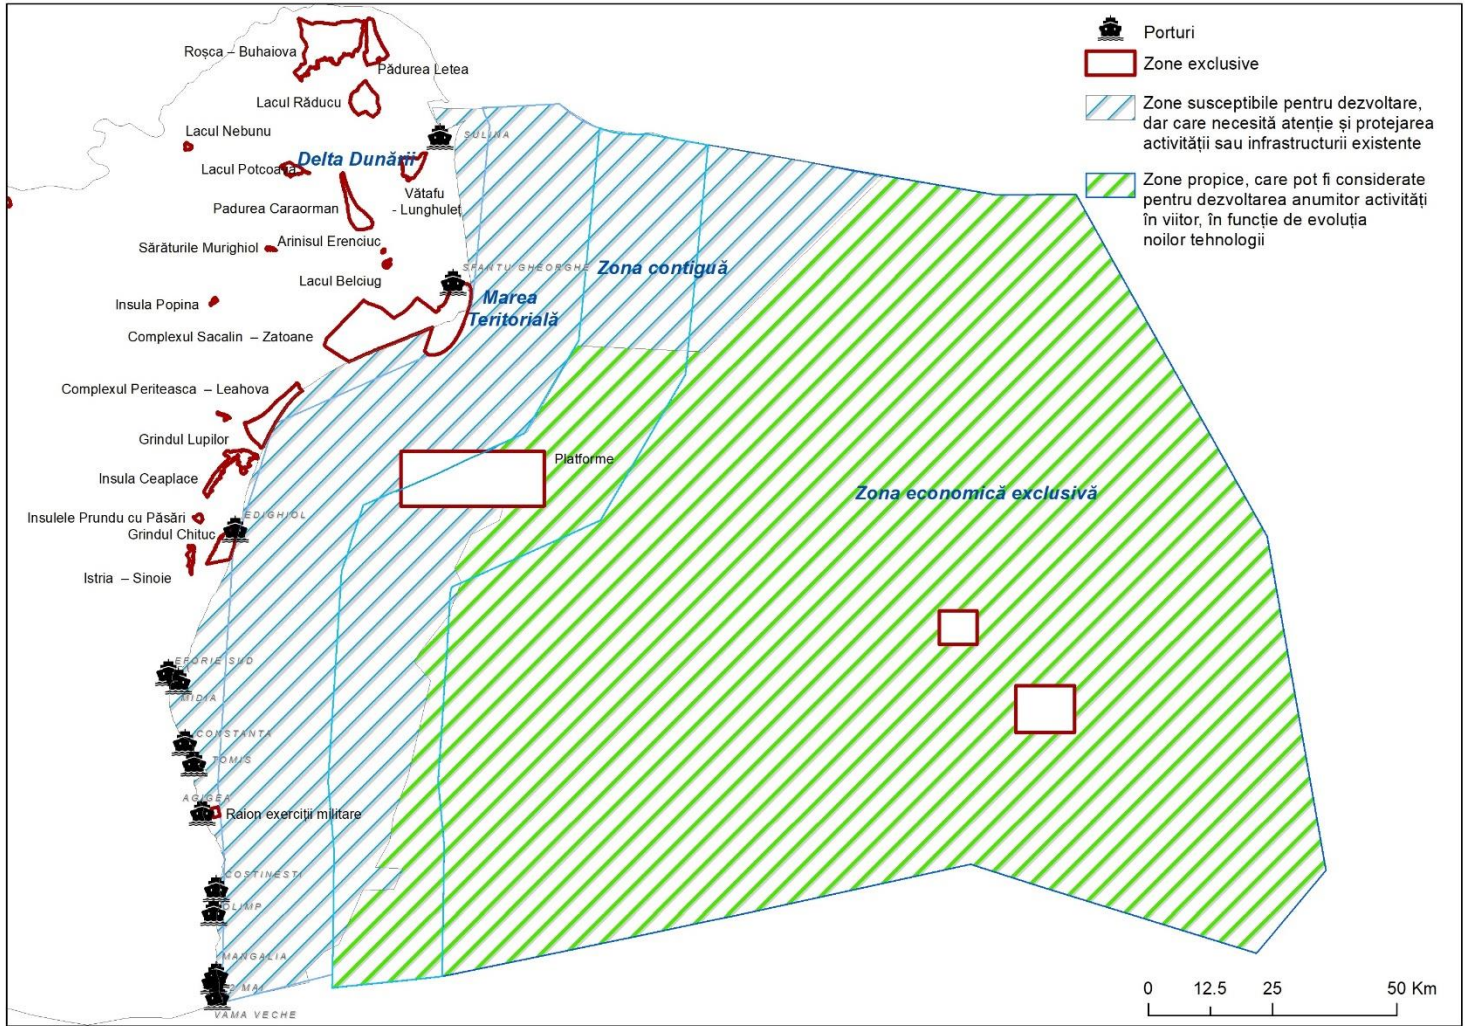 Porturi
Zone exclusive
Zone susceptibile pentru dezvoltare,
dar care necesită atenție și protejarea
activității sau infrastructurii existente
Zone propice, care pot fi considerate
pentru dezvoltarea anumitor activități
în viitor, în funcție de evoluția
noilor tehnologii
Roșca – Buhaiova
Pădurea Letea
Lacul Răducu
Lacul Nebunu
SULINA
Delta Dunării
Lacul Potcoava
Vătafu
- Lunghuleț
Padurea Caraorman
Arinisul Erenciuc
Sărăturile Murighiol
Lacul Belciug
SFANTU GHEORGHE
Zona contiguă
Insula Popina
Marea
Teritorială
Complexul Sacalin – Zatoane
Complexul Periteasca – Leahova
Grindul Lupilor
Platforme
Insula Ceaplace
Zona economică exclusivă
Insulele Prundu cu Păsări
EDIGHIOL
Grindul Chituc
Istria – Sinoie
EFORIE SUD
MIDIA
CONSTANTA
TOMIS
AGIGEA
Raion exerciții militare
COSTINESTI
OLIMP
MANGALIA
2 MAI
VAMA VECHE
0 12.5 25 50 Km